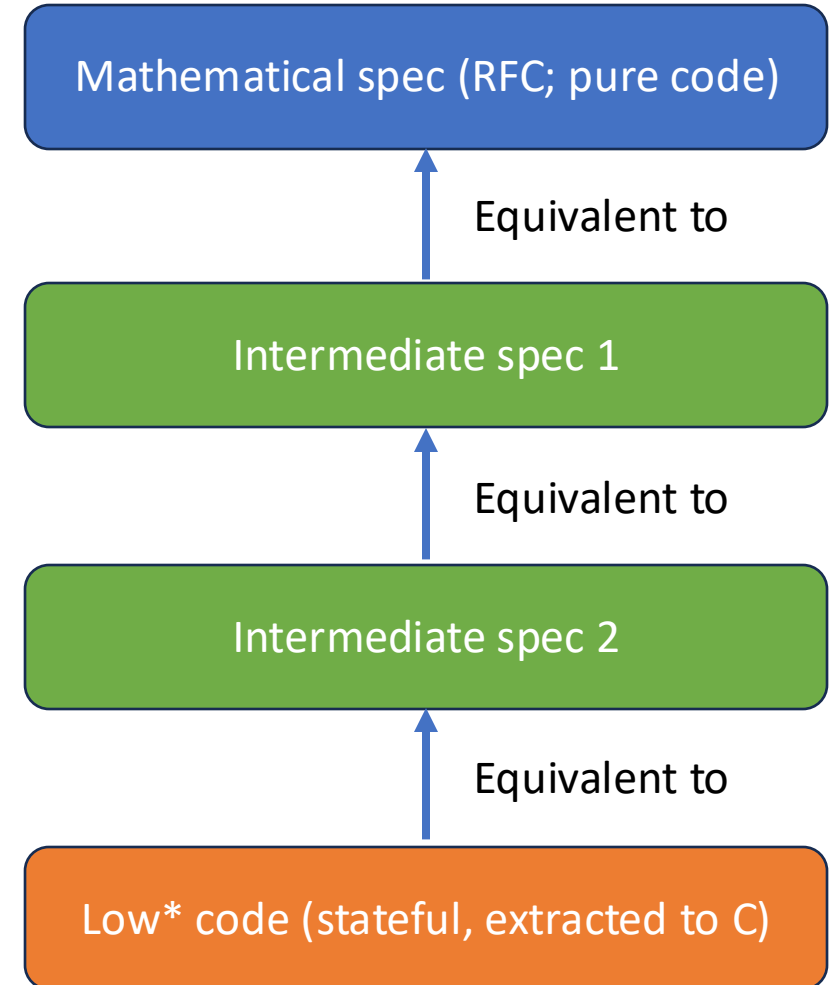 Mathematical spec (RFC; pure code)
Equivalent to
Intermediate spec 1
Equivalent to
Intermediate spec 2
Equivalent to
Low* code (stateful, extracted to C)